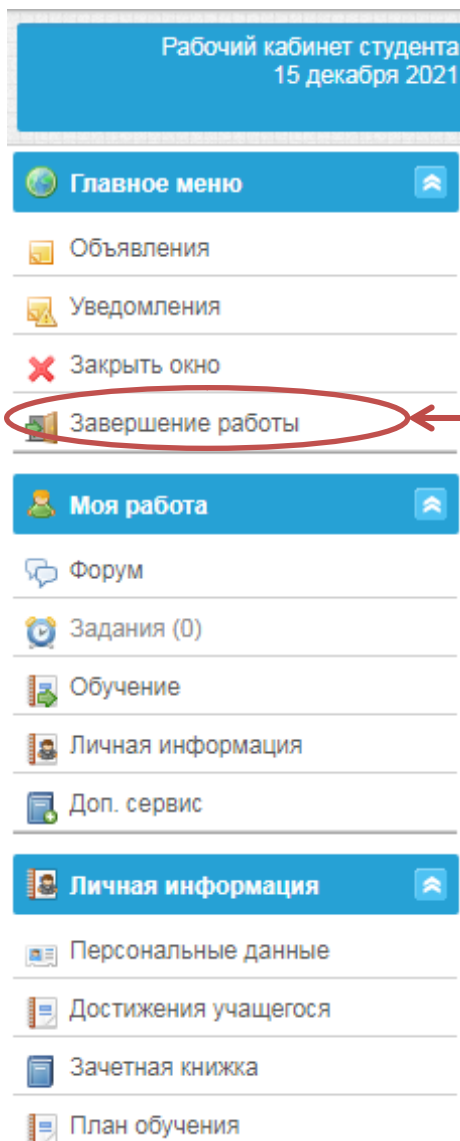 Рабочий кабинет студента
15 декабря 2021
Главное меню
Объявления
Уведомления
Закрыть окно
Завершение работы
Моя работа
Форум
Задания (0)
Обучение
Личная информация
Доп. сервис
Личная информация
Персональные данные
Достижения учащегося
Зачетная книжка
План обучения